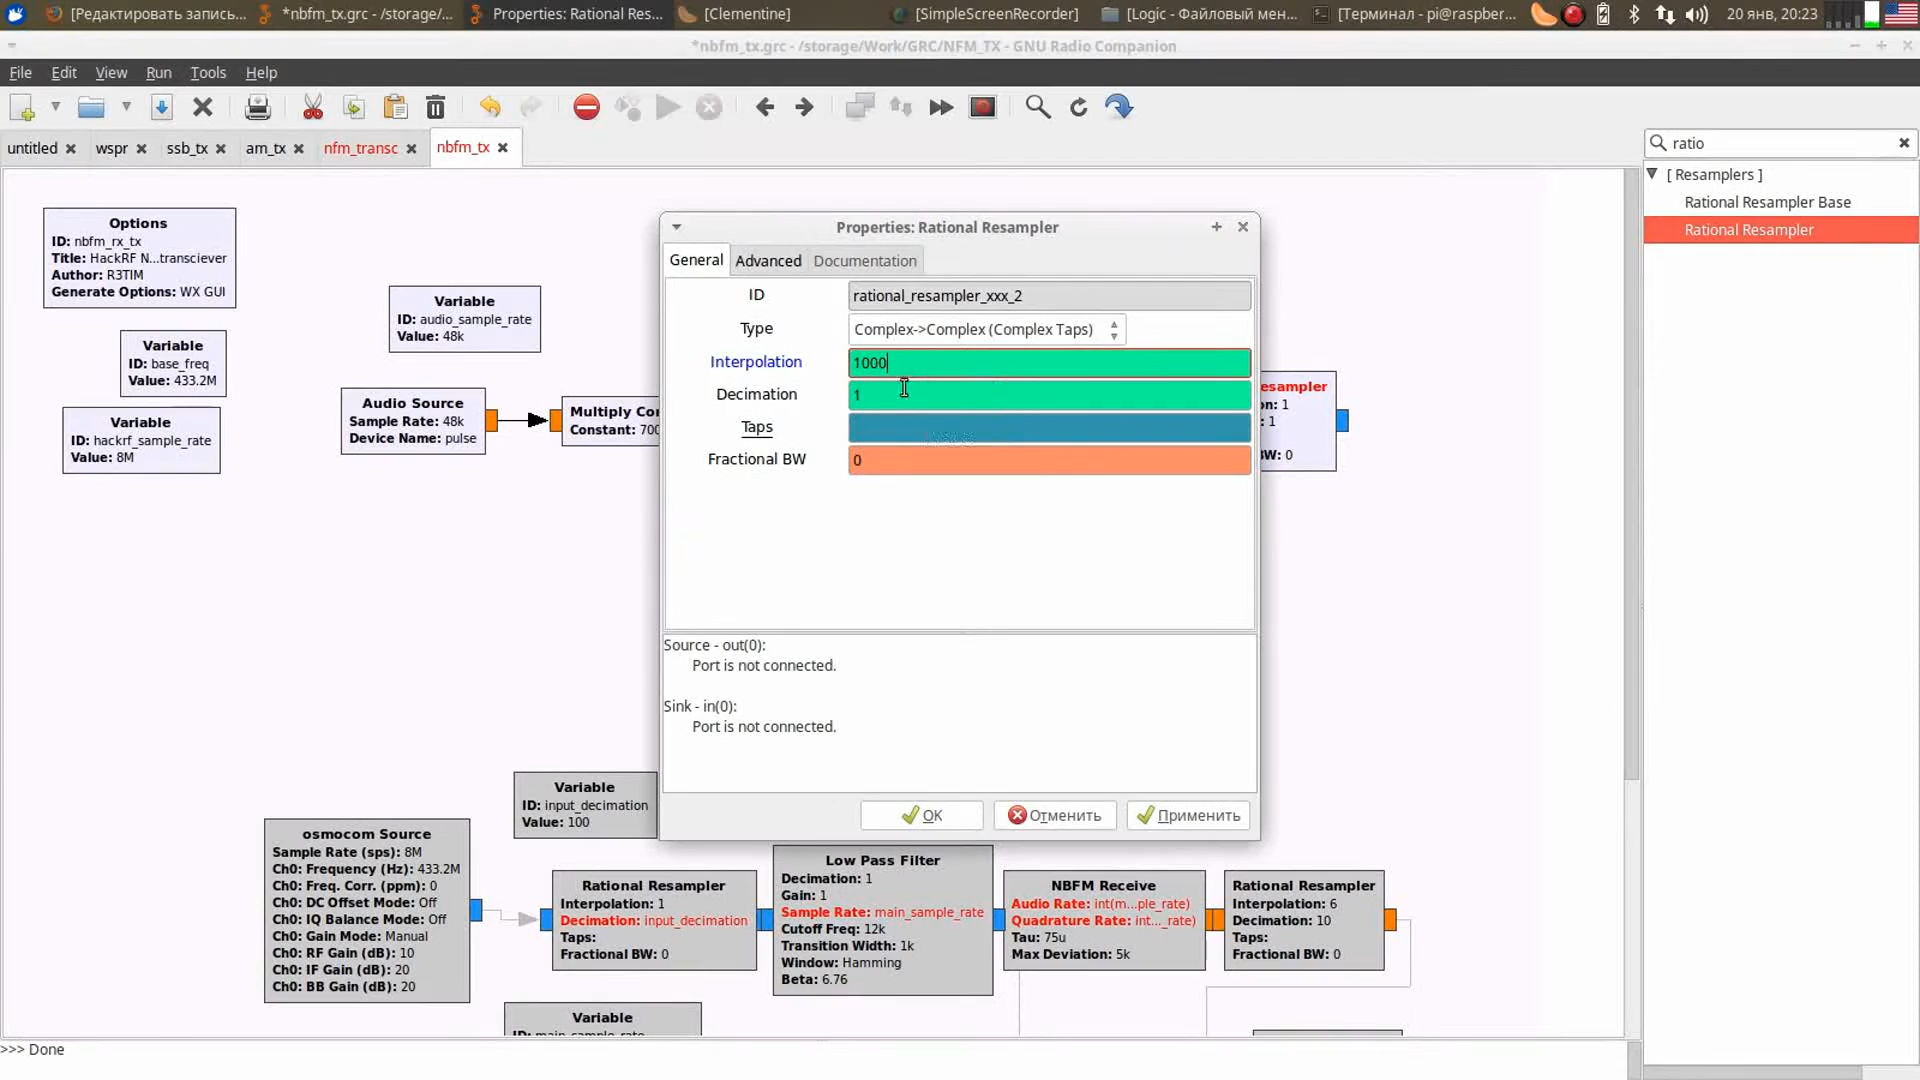 [Редактировать запись...
*nbfm_tx.grc - /storage/...
Properties: Rational Res...
[Clementine]
[SimpleScreenRecorder]
[Logic - Файловый мен...
[Терминал - pi@raspber...
20 янв, 20:23
*nbfm_tx.grc - /storage/Work/GRC/NFM_TX - GNU Radio Companion
File Edit View Run Tools Help
untitled
wspr
ssb_tx
am_tx
nfm_transc
nbfm_tx
ratio
[ Resamplers ]
Rational Resampler Base
Rational Resampler
Options
ID: nbfm_rx_tx
Title: HackRF N...transciever
Author: R3TIM
Generate Options: WX GUI
Variable
ID: base_freq
Value: 433.2M
Variable
ID: hackrf_sample_rate
Value: 8M
Variable
ID: audio_sample_rate
Value: 48k
Audio Source
Sample Rate: 48k
Device Name: pulse
Multiply Co
Constant: 700
Properties: Rational Resampler
General Advanced Documentation
ID rational_resampler_xxx_2
Type Complex->Complex (Complex Taps)
Interpolation 1000
Decimation 1
Taps
Fractional BW 0
Source - out(0):
Port is not connected.
Sink - in(0):
Port is not connected.
OK Отменить Применить
esampler
on: 1
: 1
BW: 0
Variable
ID: input_decimation
Value: 100
osmocom Source
Sample Rate (sps): 8M
Ch0: Frequency (Hz): 433.2M
Ch0: Freq. Corr. (ppm): 0
Ch0: DC Offset Mode: Off
Ch0: IQ Balance Mode: Off
Ch0: Gain Mode: Manual
Ch0: RF Gain (dB): 10
Ch0: IF Gain (dB): 20
Ch0: BB Gain (dB): 20
Rational Resampler
Interpolation: 1
Decimation: input_decimation
Taps:
Fractional BW: 0
Low Pass Filter
Decimation: 1
Gain: 1
Sample Rate: main_sample_rate
Cutoff Freq: 12k
Transition Width: 1k
Window: Hamming
Beta: 6.76
NBFM Receive
Audio Rate: int(m...ple_rate)
Quadrature Rate: int..._rate)
Tau: 75u
Max Deviation: 5k
Rational Resampler
Interpolation: 6
Decimation: 10
Taps:
Fractional BW: 0
Variable
ID: main_sample_rate
>>> Done